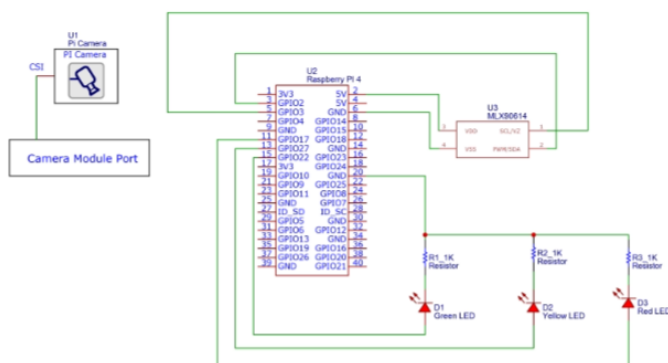 U1
Pi Camera
PI Camera
CSI
Camera Module Port
U2
Raspberry PI 4
1 3V3 5V 2
3 GPIO2 5V 4
5 GPIO3 GND 6
7 GPIO4 GPIO14 8
9 GND GPIO15 10
11 GPIO17 GPIO18 12
13 GPIO27 GND 14
15 GPIO22 GPIO23 16
17 3V3 GPIO24 18
19 GPIO10 GND 20
21 GPIO9 GPIO25 22
23 GPIO11 GPIO8 24
25 GND GPIO7 26
27 ID_SD ID_SC 28
29 GPIO5 GND 30
31 GPIO6 GPIO12 32
33 GPIO13 GND 34
35 GPIO19 GPIO16 36
37 GPIO26 GPIO20 38
39 GND GPIO21 40
U3
MLX90614
VDD SCL/VZ 1
4 VSS PWM/SDA 2
R1_1K
Resistor
R2_1K
Resistor
R3_1K
Resistor
D1
Green LED
D2
Yellow LED
D3
Red LED